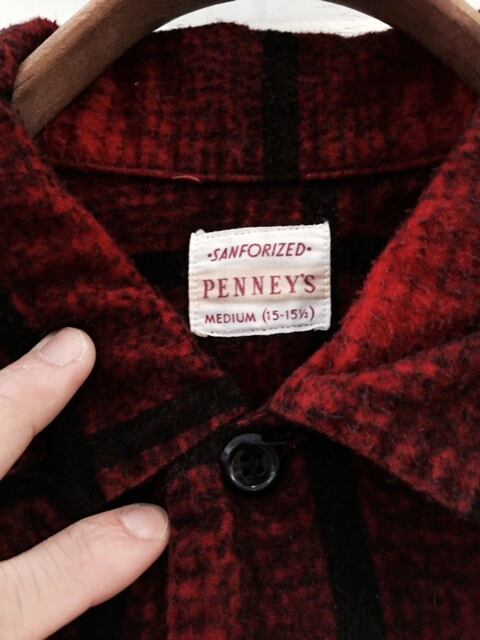 •SANFORIZED•
PENNEY'S
MEDIUM (15-15½)